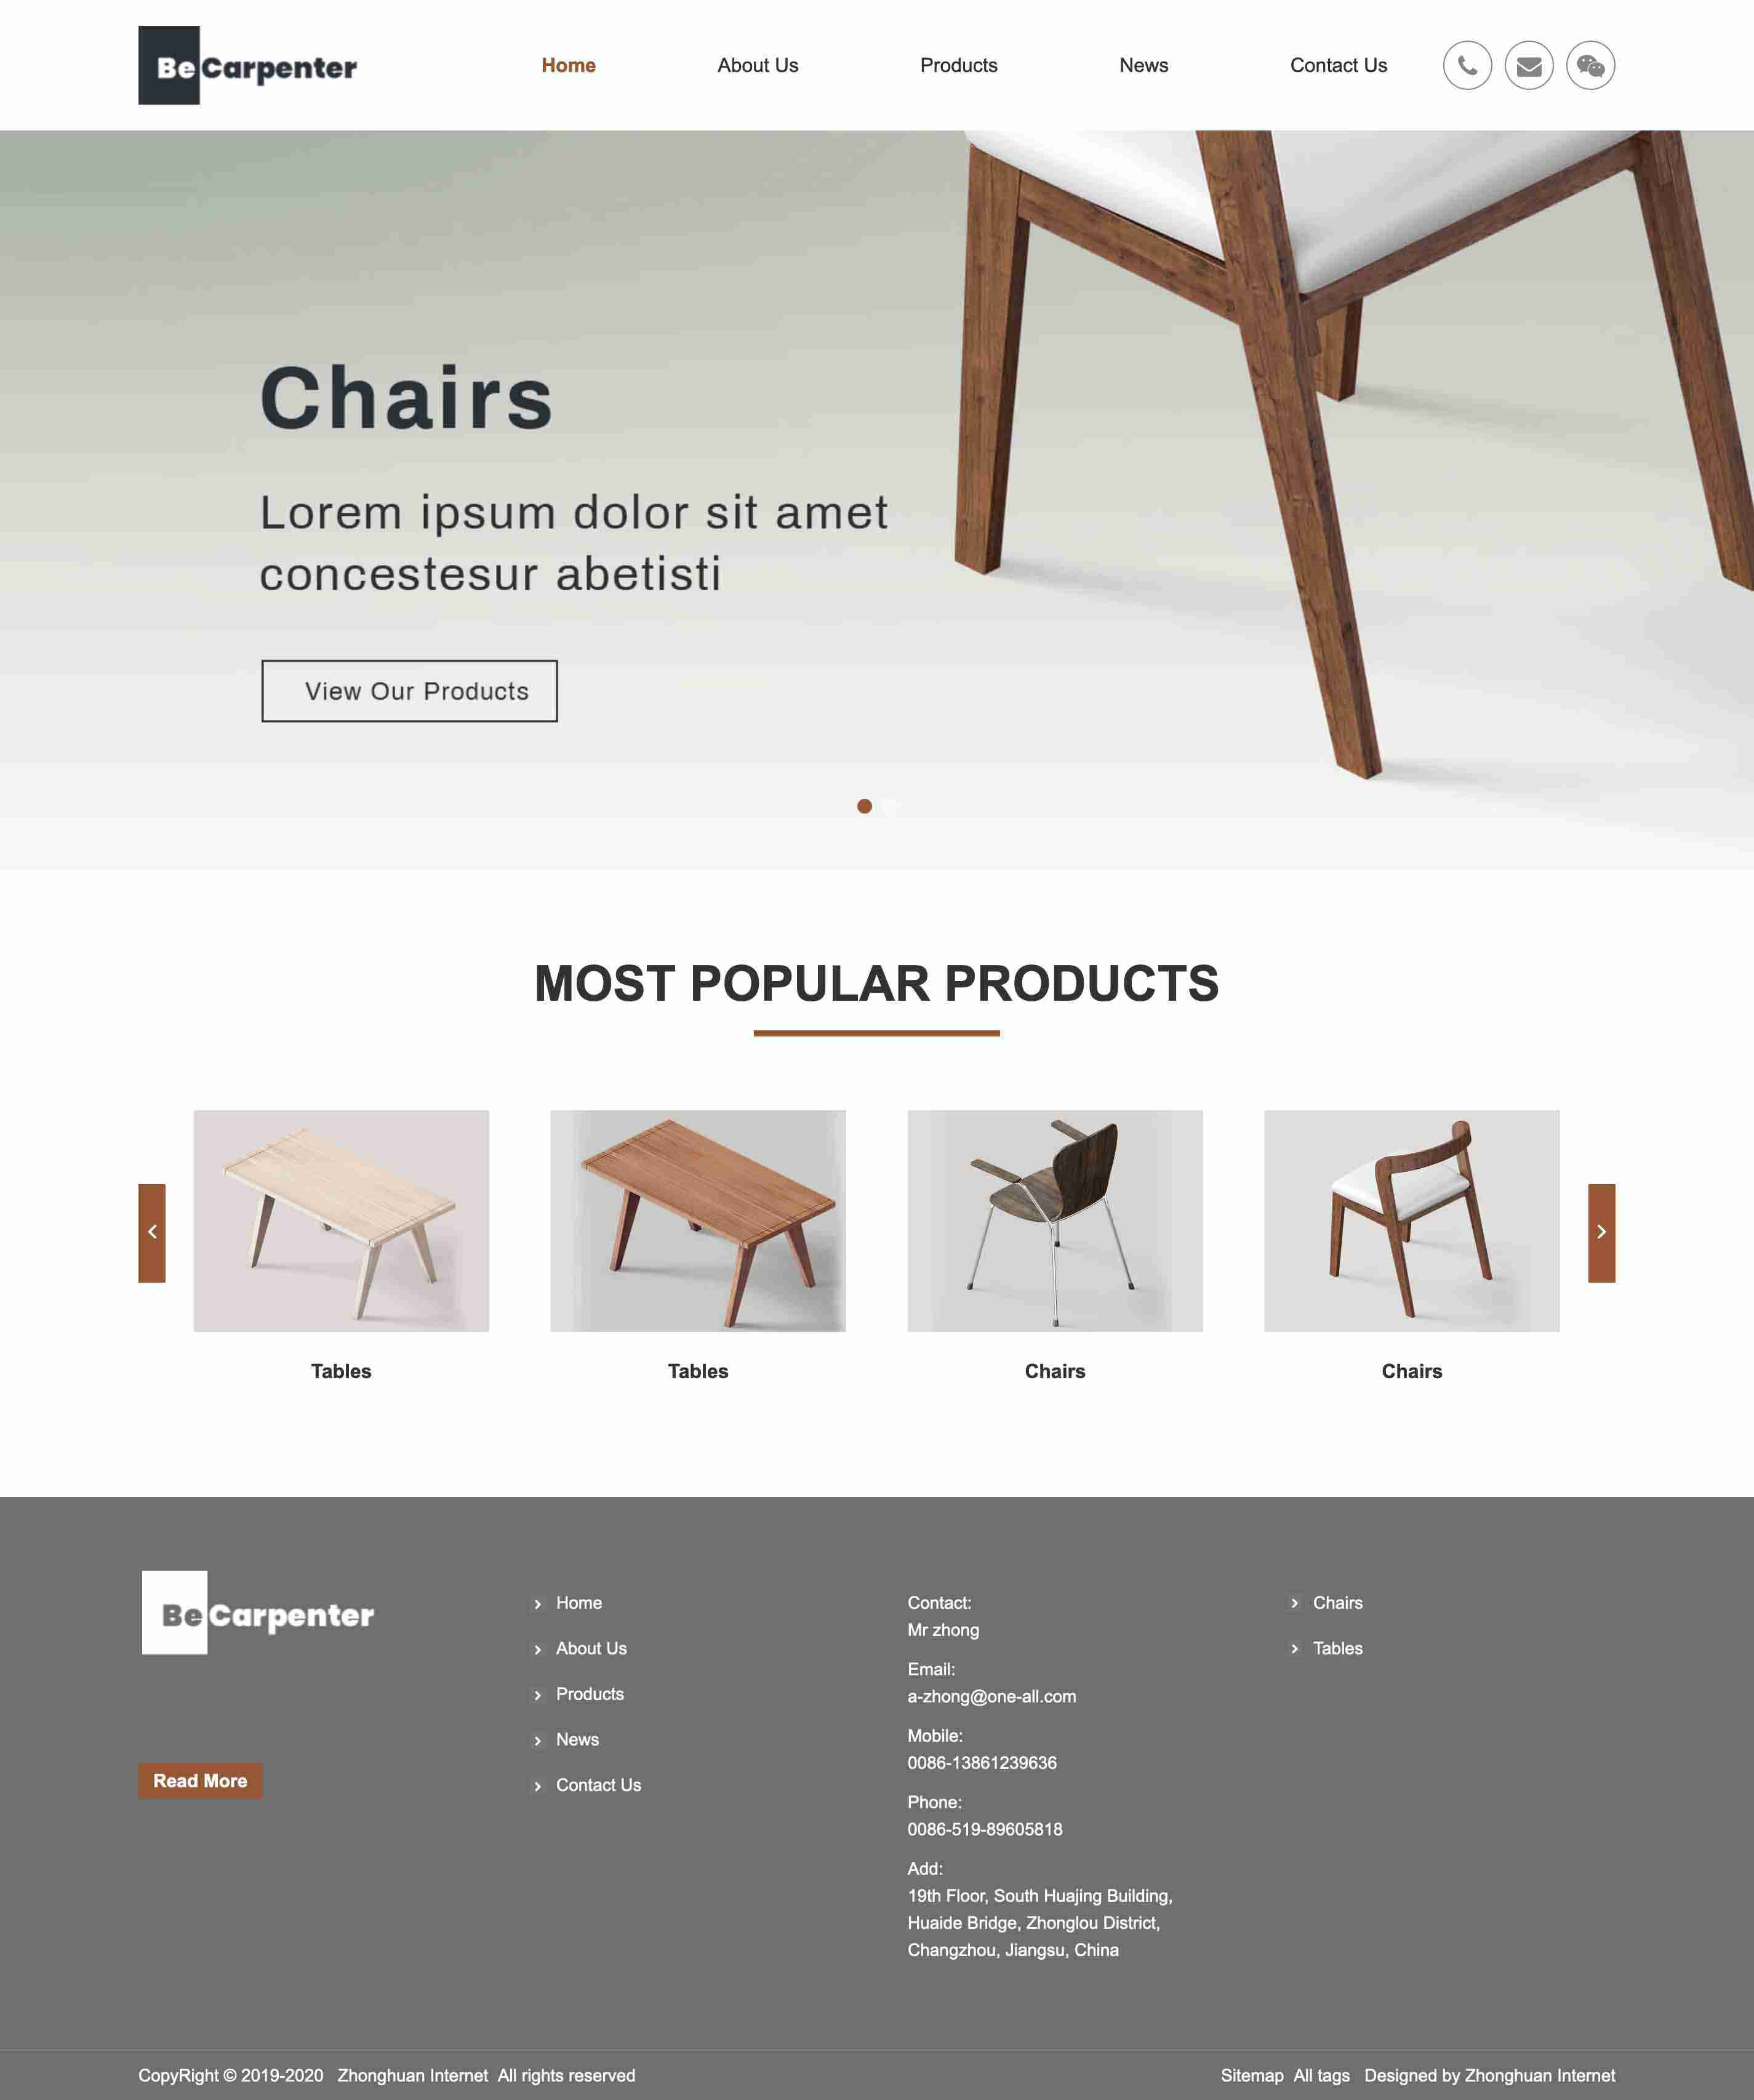 BeCarpenter
Home
About Us
Products
News
Contact Us
Chairs
Lorem ipsum dolor sit amet
concestesur abetisti
View Our Products
MOST POPULAR PRODUCTS
Tables
Tables
Chairs
Chairs
BeCarpenter
Read More
Home
About Us
Products
News
Contact Us
Contact:
Mr zhong
Email:
a-zhong@one-all.com
Mobile:
0086-13861239636
Phone:
0086-519-89605818
Add:
19th Floor, South Huajing Building,
Huaide Bridge, Zhonglou District,
Changzhou, Jiangsu, China
Chairs
Tables
CopyRight © 2019-2020 Zhonghuan Internet All rights reserved
Sitemap All tags Designed by Zhonghuan Internet